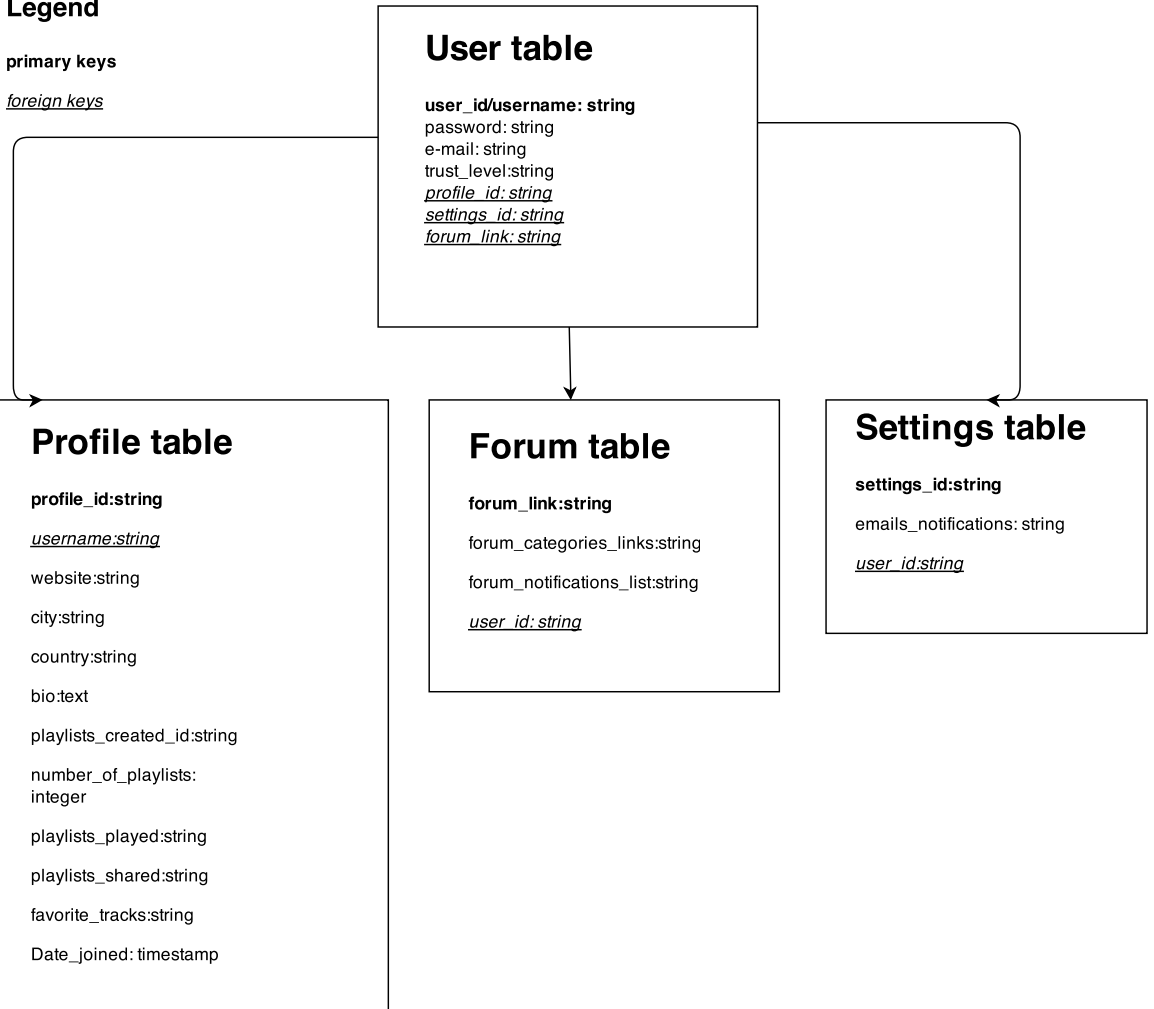 Legend
primary keys
foreign keys
User table
user_id/username: string
password: string
e-mail: string
trust_level:string
profile_id: string
settings_id: string
forum_link: string
Profile table
profile_id:string
username:string
website:string
city:string
country:string
bio:text
playlists_created_id:string
number_of_playlists:
integer
playlists_played:string
playlists_shared:string
favorite_tracks:string
Date_joined: timestamp
Forum table
forum_link:string
forum_categories_links:string
forum_notifications_list:string
user_id: string
Settings table
settings_id:string
emails_notifications: string
user_id:string